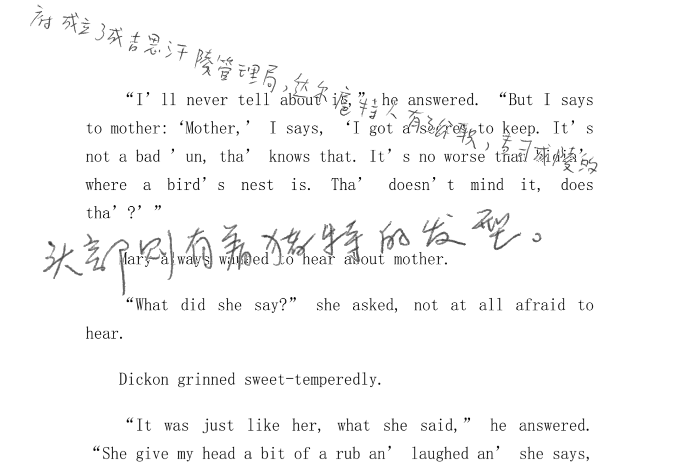 府成立了成吉思汗陵管理局，达尔扈特人有了给歌，专司守陵的
“I’ll never tell about it,” he answered. “But I says
to mother: ‘Mother,’ I says, ‘I got a secret to keep. It’s
not a bad ’un, tha’ knows that. It’s no worse than hidin’
where a bird’s nest is. Tha’ doesn’t mind it, does
tha’?’”
头部则有着独特的发型。
Mary always wanted to hear about mother.
“What did she say?” she asked, not at all afraid to
hear.
Dickon grinned sweet-temperedly.
“It was just like her, what she said,” he answered.
“She give my head a bit of a rub an’ laughed an’ she says,